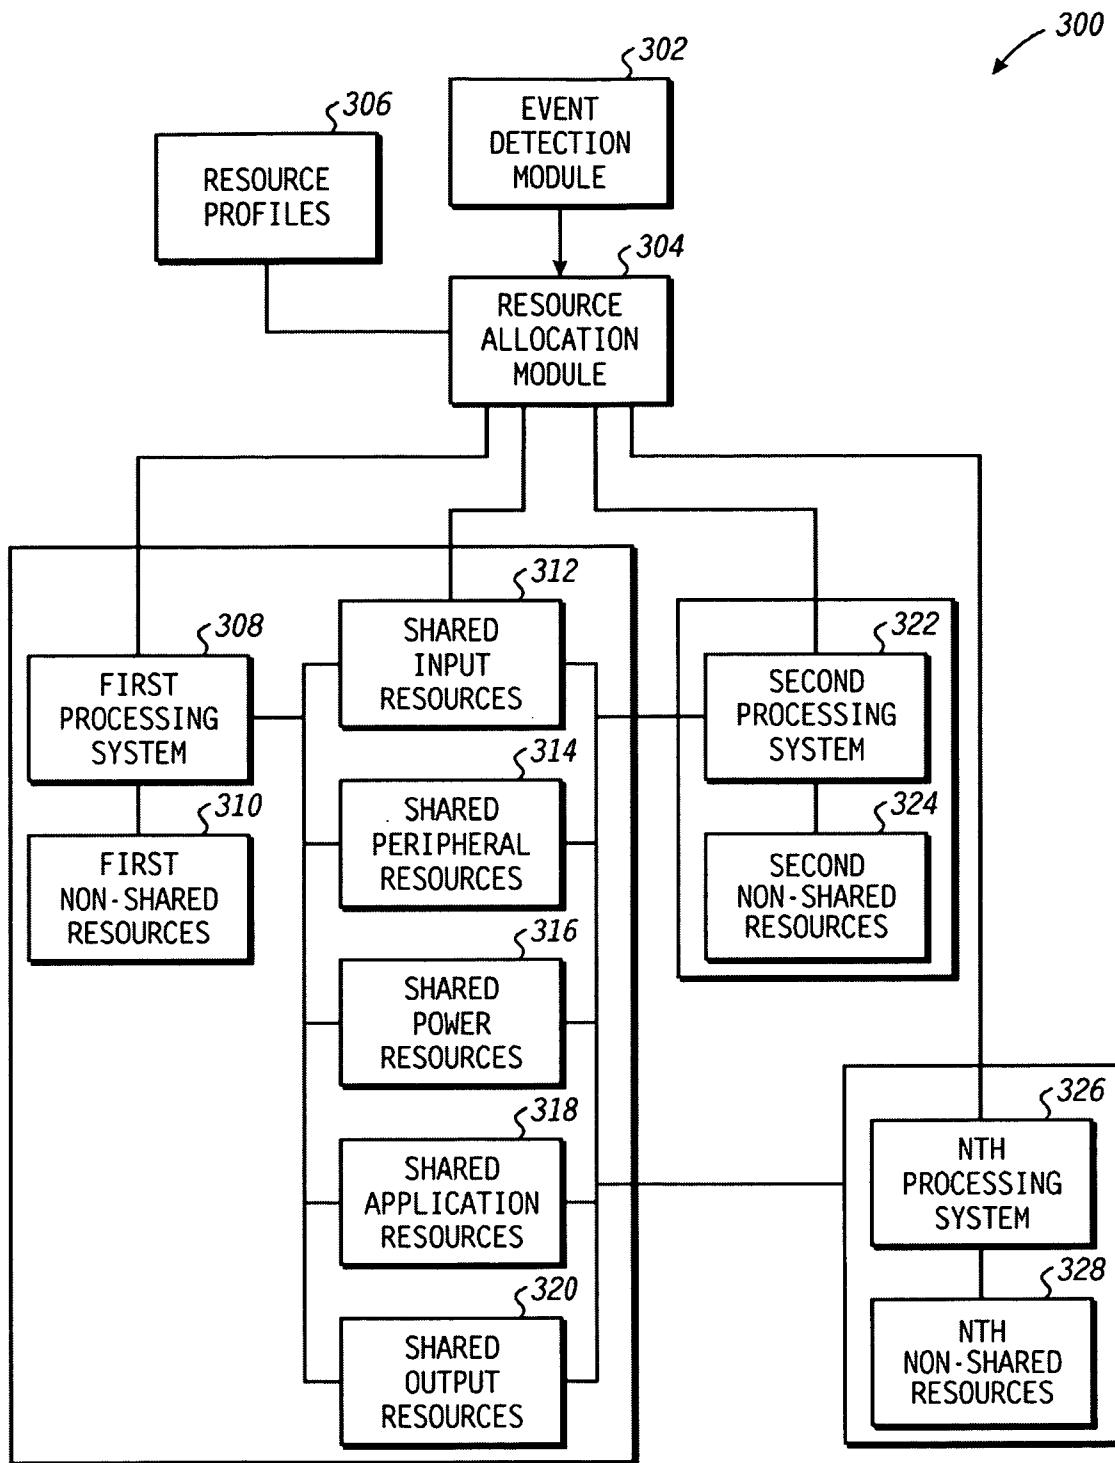 300
302
EVENT
DETECTION
MODULE
306
RESOURCE
PROFILES
304
RESOURCE
ALLOCATION
MODULE
308
FIRST
PROCESSING
SYSTEM
310
FIRST
NON-SHARED
RESOURCES
312
SHARED
INPUT
RESOURCES
314
SHARED
PERIPHERAL
RESOURCES
316
SHARED
POWER
RESOURCES
318
SHARED
APPLICATION
RESOURCES
320
SHARED
OUTPUT
RESOURCES
322
SECOND
PROCESSING
SYSTEM
324
SECOND
NON-SHARED
RESOURCES
326
NTH
PROCESSING
SYSTEM
328
NTH
NON-SHARED
RESOURCES